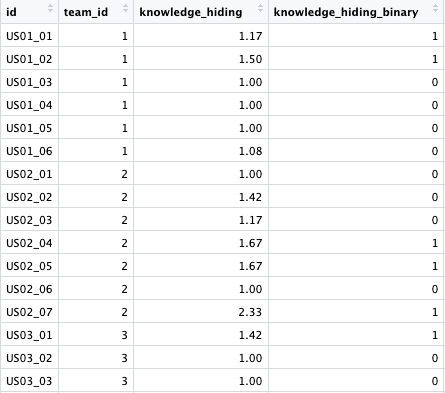 id team_id knowledge_hiding knowledge_hiding_binary
US01_01 1 1.17 1
US01_02 1 1.50 1
US01_03 1 1.00 0
US01_04 1 1.00 0
US01_05 1 1.00 0
US01_06 1 1.08 0
US02_01 2 1.00 0
US02_02 2 1.42 0
US02_03 2 1.17 0
US02_04 2 1.67 1
US02_05 2 1.67 1
US02_06 2 1.00 0
US02_07 2 2.33 1
US03_01 3 1.42 1
US03_02 3 1.00 0
US03_03 3 1.00 0